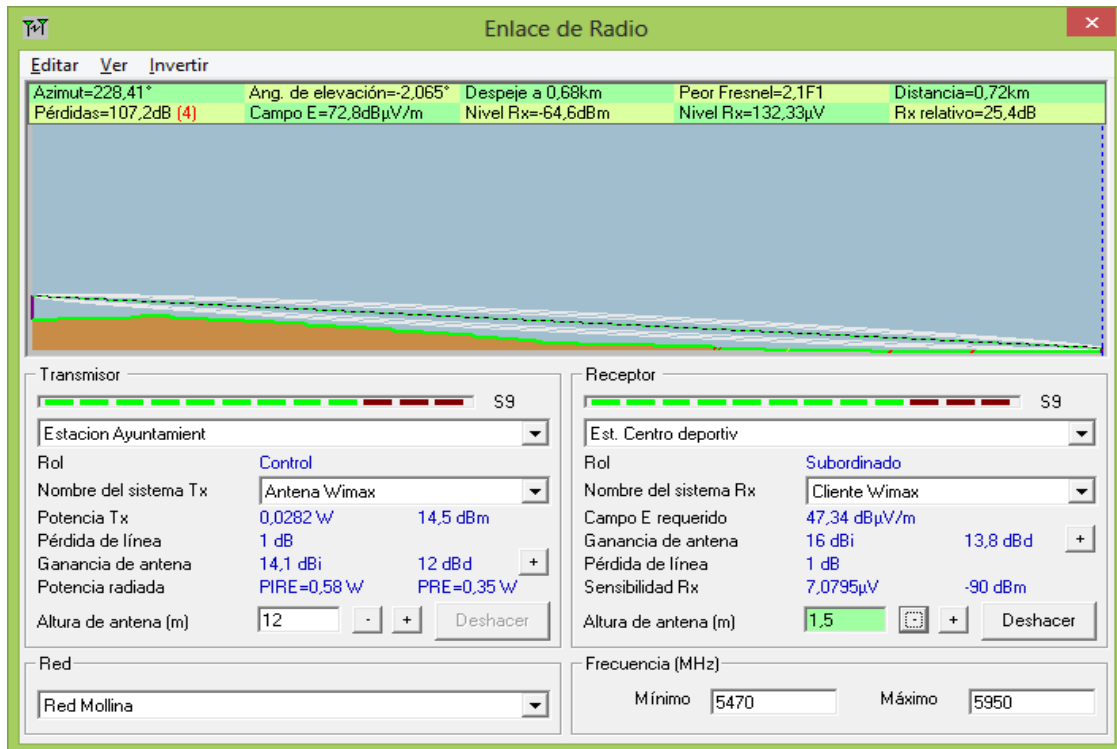 Enlace de Radio
Editar Ver Invertir
Azimut=228,41° Ang. de elevación=-2,065° Despeje a 0,68km Peor Fresnel=2,1F1 Distancia=0,72km
Pérdidas=107,2dB (4) Campo E=72,8dBµV/m Nivel Rx=-64,6dBm Nivel Rx=132,33µV Rx relativo=25,4dB
Transmisor
S9
Estacion Ayuntamient
Rol Control
Nombre del sistema Tx Antena Wimax
Potencia Tx 0,0282 W 14,5 dBm
Pérdida de línea 1 dB
Ganancia de antena 14,1 dBi 12 dBd +
Potencia radiada PIRE=0,58 W PRE=0,35 W
Altura de antena (m) 12 - + Deshacer
Red
Red Mollina
Receptor
S9
Est. Centro deportiv
Rol Subordinado
Nombre del sistema Rx Cliente Wimax
Campo E requerido 47,34 dBµV/m
Ganancia de antena 16 dBi 13,8 dBd +
Pérdida de línea 1 dB
Sensibilidad Rx 7,0795µV -90 dBm
Altura de antena (m) 1,5 - + Deshacer
Frecuencia (MHz)
Mínimo 5470 Máximo 5950